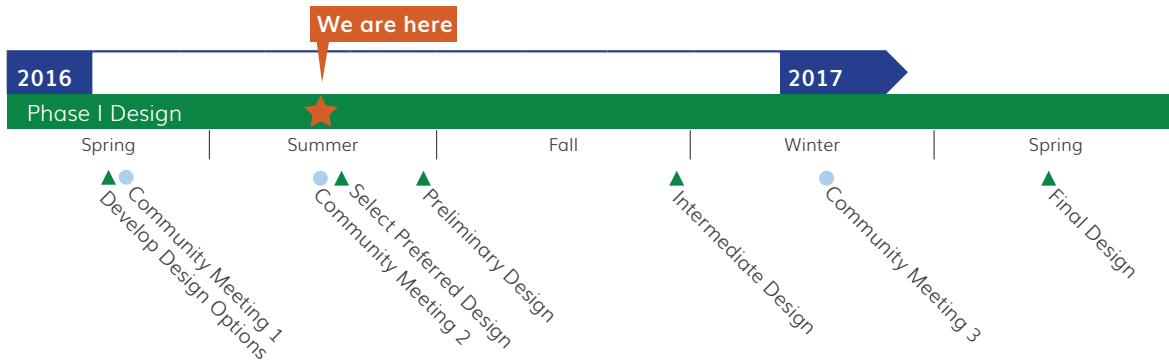 We are here
2016
2017
Phase I Design
Spring
Summer
Fall
Winter
Spring
Develop Design Options
Community Meeting 1
Community Meeting 2
Select Preferred Design
Preliminary Design
Intermediate Design
Community Meeting 3
Final Design